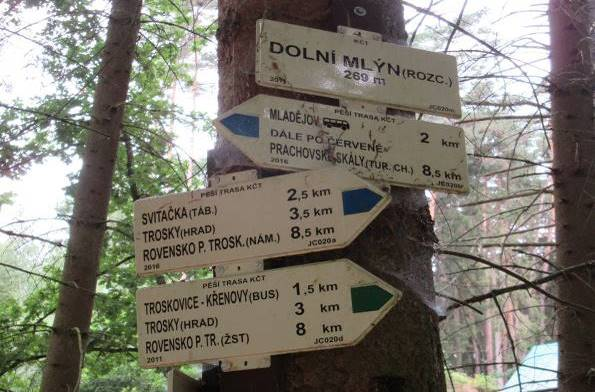 KČT
DOLNÍ MLÝN (ROZC.)
269 m
JC020m
PĚŠÍ TRASA KČT
MLADĚJOV 2 km
DÁLE PO ČERVENÉ
PRACHOVSKÉ SKÁLY (TUR. CH.) 8,5 km
2016
PĚŠÍ TRASA KČT
SVITAČKA (TÁB.) 2,5 km
TROSKY (HRAD) 3,5 km
ROVENSKO P. TROSK. (NÁM.) 8,5 km
2016 JC020a
PĚŠÍ TRASA KČT
TROSKOVICE - KŘENOVY (BUS) 1,5 km
TROSKY (HRAD) 3 km
ROVENSKO P. TR. (ŽST) 8 km
2011 JC020d